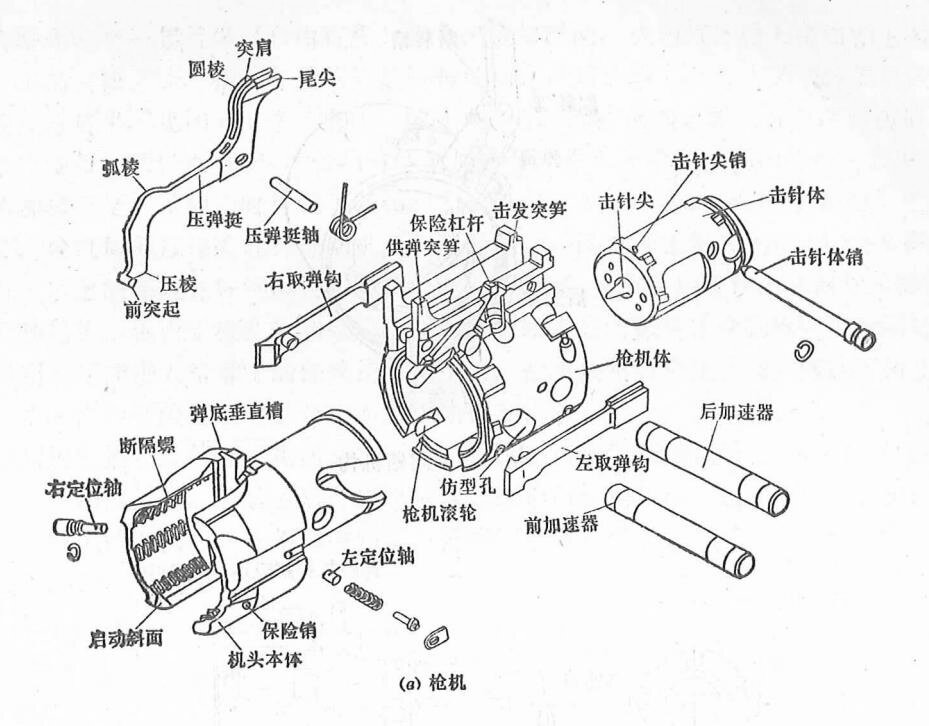 突肩
圆棱
尾尖
弧棱
压弹挺
压弹挺轴
压棱
前突起
击针尖销
击针尖
击针体
击针体销
击发突笋
保险杠杆
供弹突笋
右取弹钩
枪机体
弹底垂直槽
断隔螺
右定位轴
后加速器
左取弹钩
仿型孔
枪机滚轮
前加速器
左定位轴
启动斜面
保险销
机头本体
(a) 枪机